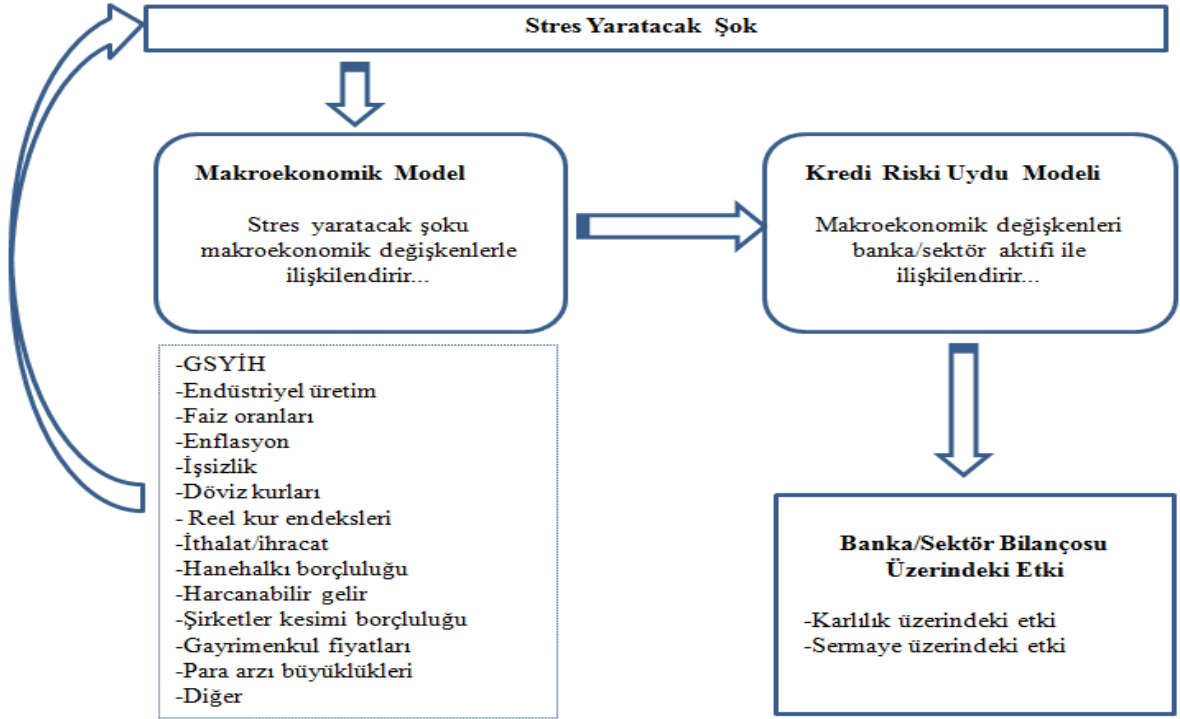 Stres Yaratacak Şok
Makroekonomik Model
Stres yaratacak şoku
makroekonomik değişkenlerle
ilişkilendirir...
Kredi Riski Uydu Modeli
Makroekonomik değişkenleri
banka/sektör aktifi ile
ilişkilendirir...
-GSYİH
-Endüstriyel üretim
-Faiz oranları
-Enflasyon
-İşsizlik
-Döviz kurları
- Reel kur endeksleri
-İthalat/ihracat
-Hanehalkı borçluluğu
-Harcanabilir gelir
-Şirketler kesimi borçluluğu
-Gayrimenkul fiyatları
-Para arzı büyüklükleri
-Diğer
Banka/Sektör Bilançosu
Üzerindeki Etki
-Karlılık üzerindeki etki
-Sermaye üzerindeki etki